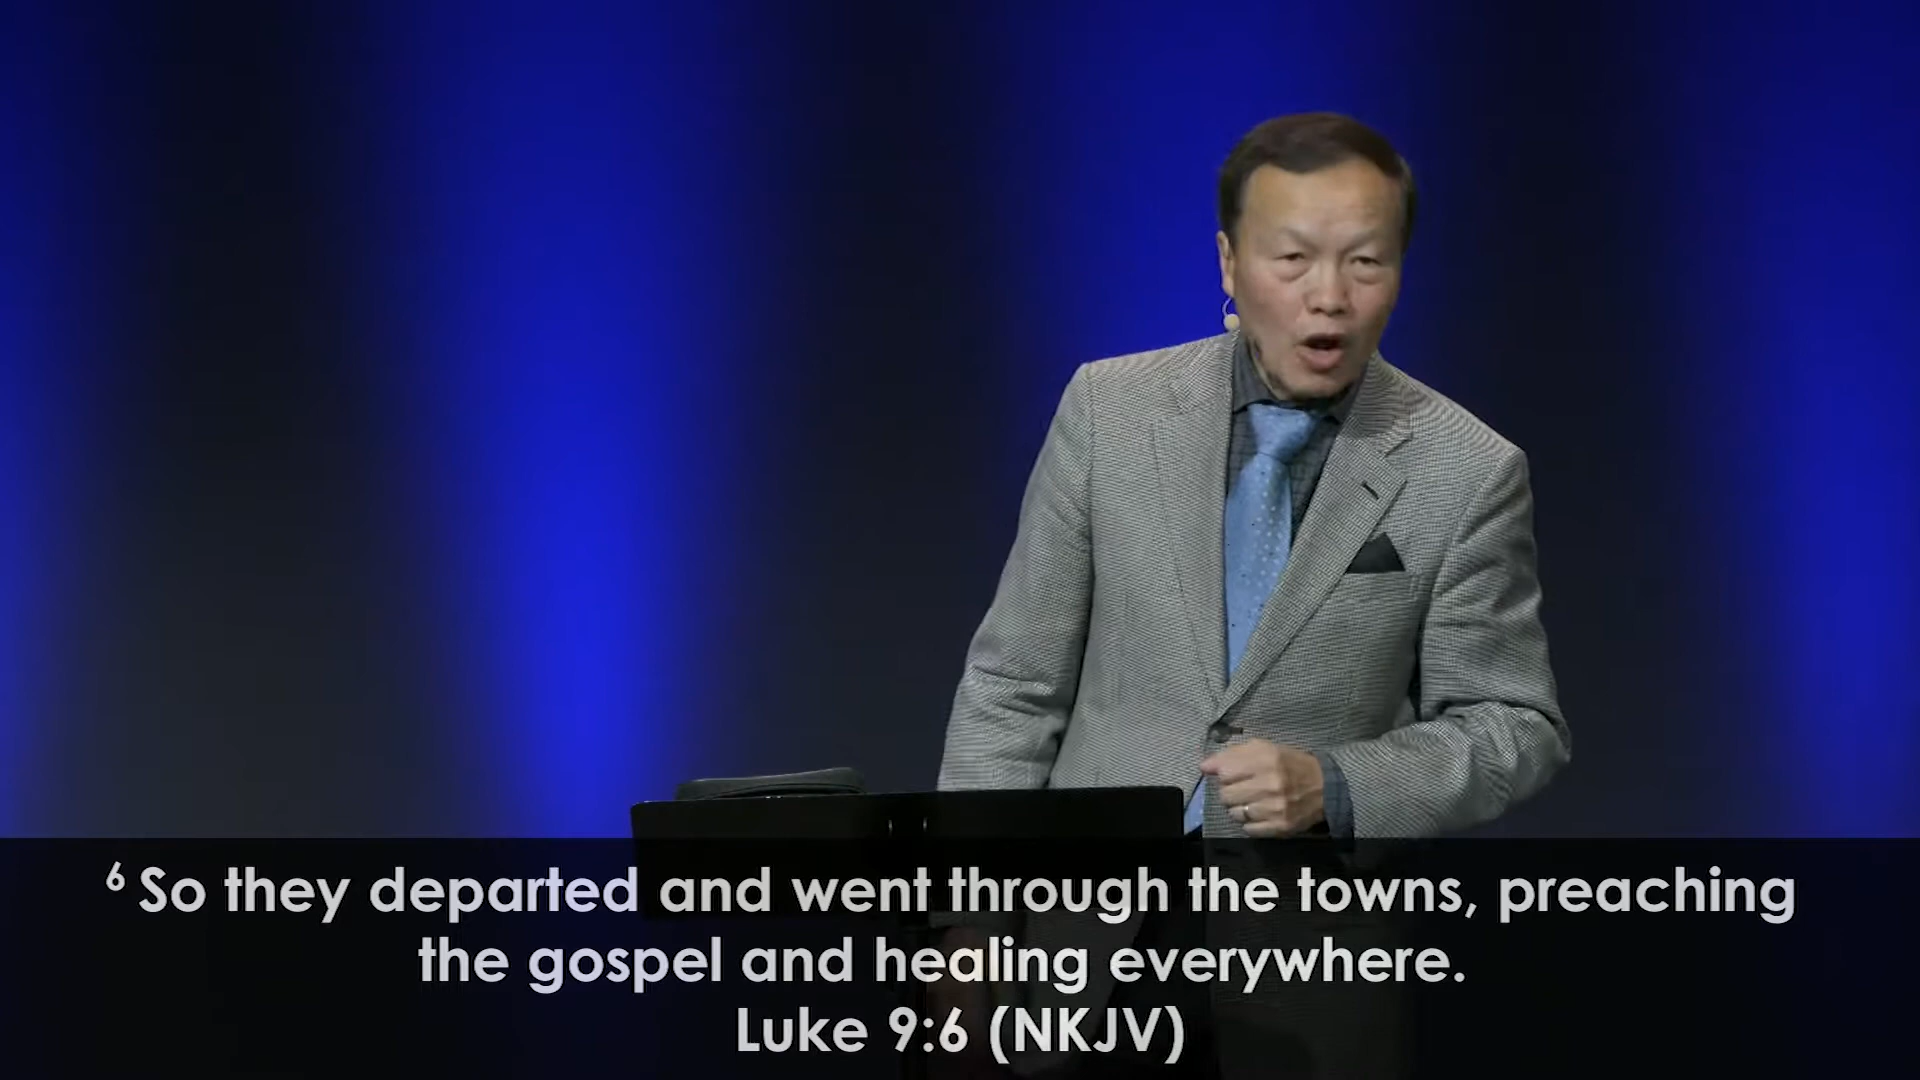 6 So they departed and went through the towns, preaching
the gospel and healing everywhere.
Luke 9:6 (NKJV)